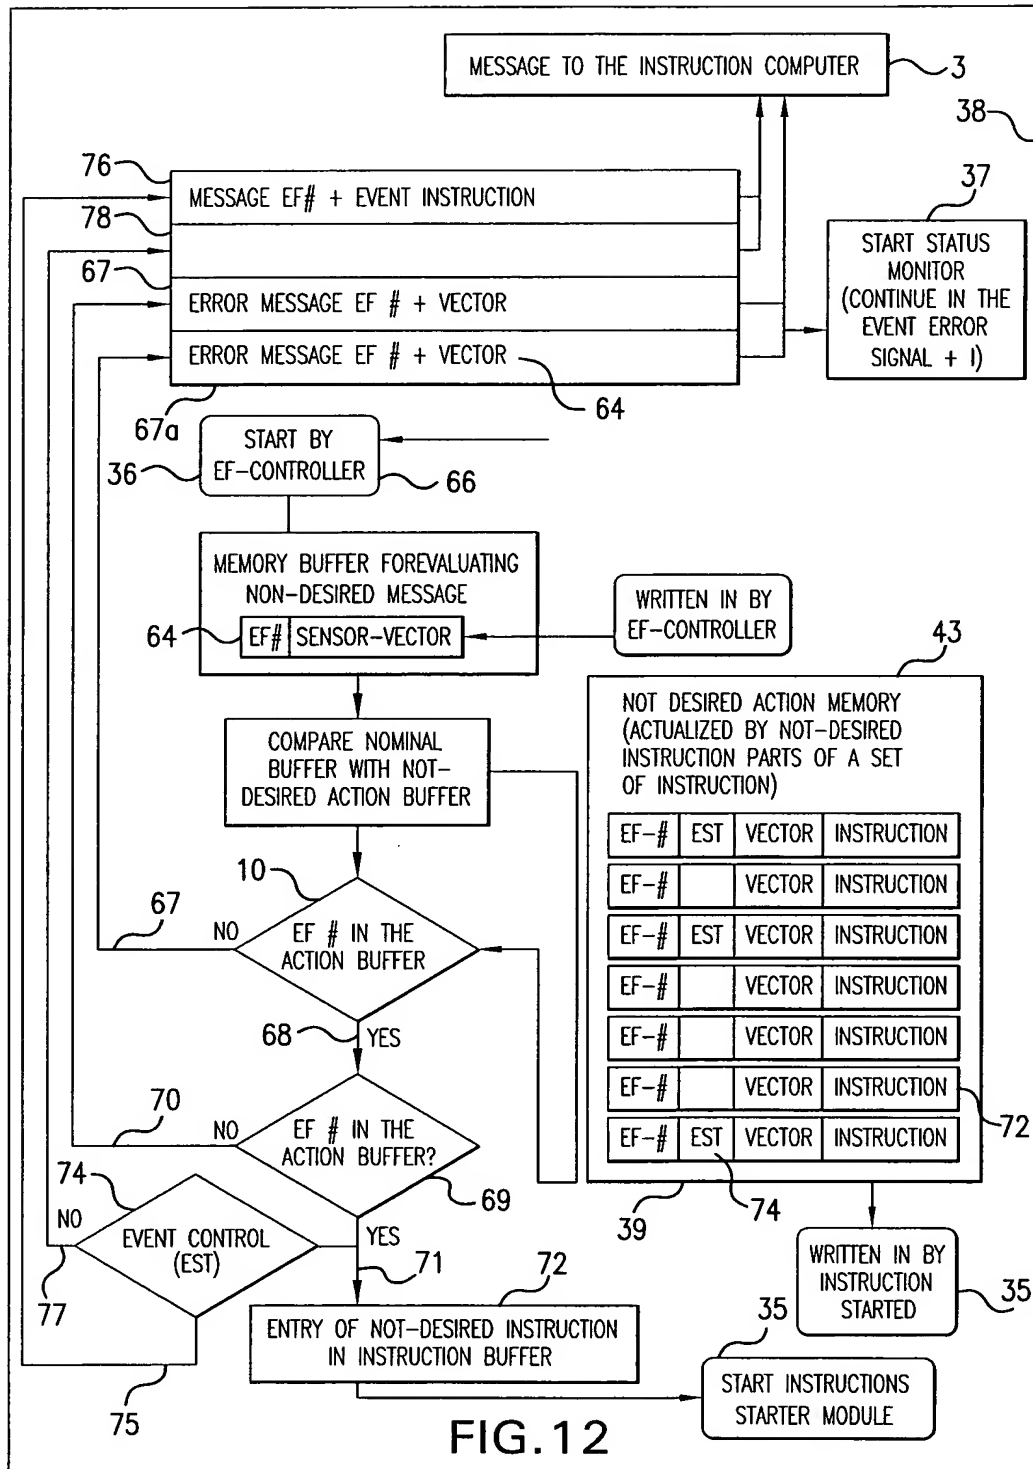 MESSAGE TO THE INSTRUCTION COMPUTER
3
38
76
MESSAGE EF# + EVENT INSTRUCTION
78
67
ERROR MESSAGE EF # + VECTOR
ERROR MESSAGE EF # + VECTOR
64
67a
37
START STATUS
MONITOR
(CONTINUE IN THE
EVENT ERROR
SIGNAL + I)
START BY
EF-CONTROLLER
36
66
MEMORY BUFFER FOREVALUATING
NON-DESIRED MESSAGE
64
EF# SENSOR-VECTOR
WRITTEN IN BY
EF-CONTROLLER
COMPARE NOMINAL
BUFFER WITH NOT-
DESIRED ACTION BUFFER
43
NOT DESIRED ACTION MEMORY
(ACTUALIZED BY NOT-DESIRED
INSTRUCTION PARTS OF A SET
OF INSTRUCTION)
EF-# EST VECTOR INSTRUCTION
EF-# VECTOR INSTRUCTION
EF-# EST VECTOR INSTRUCTION
EF-# VECTOR INSTRUCTION
EF-# VECTOR INSTRUCTION
EF-# VECTOR INSTRUCTION
72
EF-# EST VECTOR INSTRUCTION
39
74
10
67
NO
EF # IN THE
ACTION BUFFER
68
YES
70
NO
EF # IN THE
ACTION BUFFER?
69
74
NO
EVENT CONTROL
(EST)
YES
77
71
75
72
ENTRY OF NOT-DESIRED INSTRUCTION
IN INSTRUCTION BUFFER
WRITTEN IN BY
INSTRUCTION
STARTED
35
35
START INSTRUCTIONS
STARTER MODULE
FIG.12